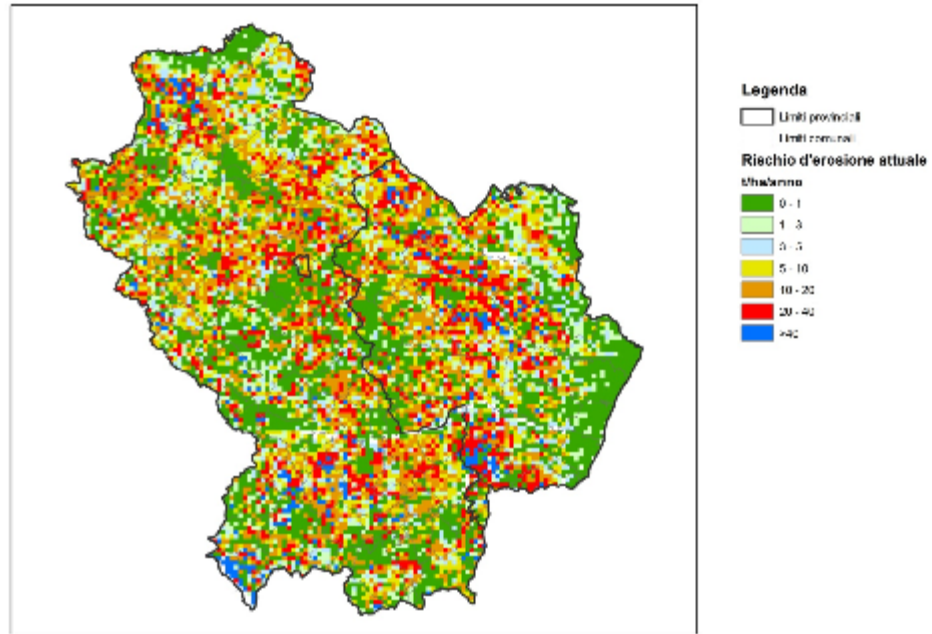 Legenda
Limiti provinciali
Limiti comunali
Rischio d'erosione attuale
t/ha/anno
0 - 1
1 - 3
3 - 5
5 - 10
10 - 20
20 - 40
>40